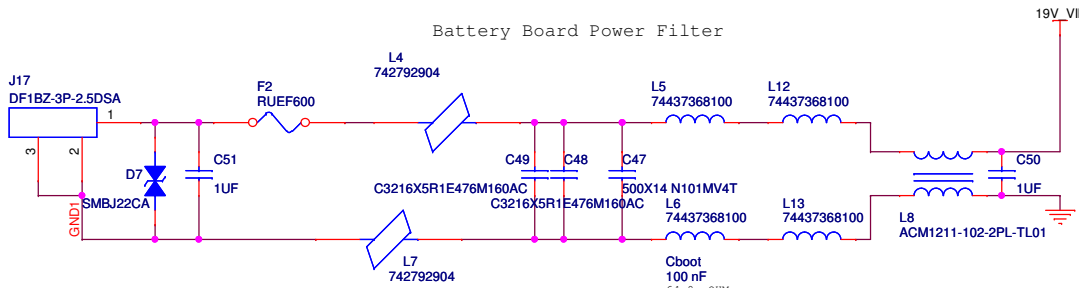 19V_VI
Battery Board Power Filter
J17
DF1BZ-3P-2.5DSA
1
3
2
GND1
D7
SMBJ22CA
C51
1UF
F2
RUEF600
L4
742792904
L7
742792904
C49
C3216X5R1E476M160AC
C48
C3216X5R1E476M160AC
C47
500X14 N101MV4T
L5
74437368100
L12
74437368100
L6
74437368100
L13
74437368100
Cboot
100 nF
C50
1UF
L8
ACM1211-102-2PL-TL01